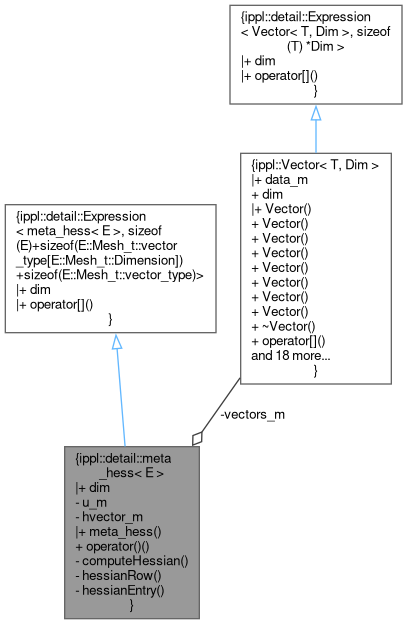 {ippl::detail::Expression
< Vector< T, Dim >, sizeof
(T) *Dim >
|+ dim
|+ operator[]()
}
{ippl::Vector< T, Dim >
|+ data_m
+ dim
|+ Vector()
+ Vector()
+ Vector()
+ Vector()
+ Vector()
+ Vector()
+ Vector()
+ Vector()
+ ~Vector()
+ operator[]()
and 18 more...
}
{ippl::detail::Expression
< meta_hess< E >, sizeof
(E)+sizeof(E::Mesh_t::vector
_type[E::Mesh_t::Dimension])
+sizeof(E::Mesh_t::vector_type)>
|+ dim
|+ operator[]()
}
-vectors_m
{ippl::detail::meta
_hess< E >
|+ dim
- u_m
- hvector_m
|+ meta_hess()
+ operator()()
- computeHessian()
- hessianRow()
- hessianEntry()
}